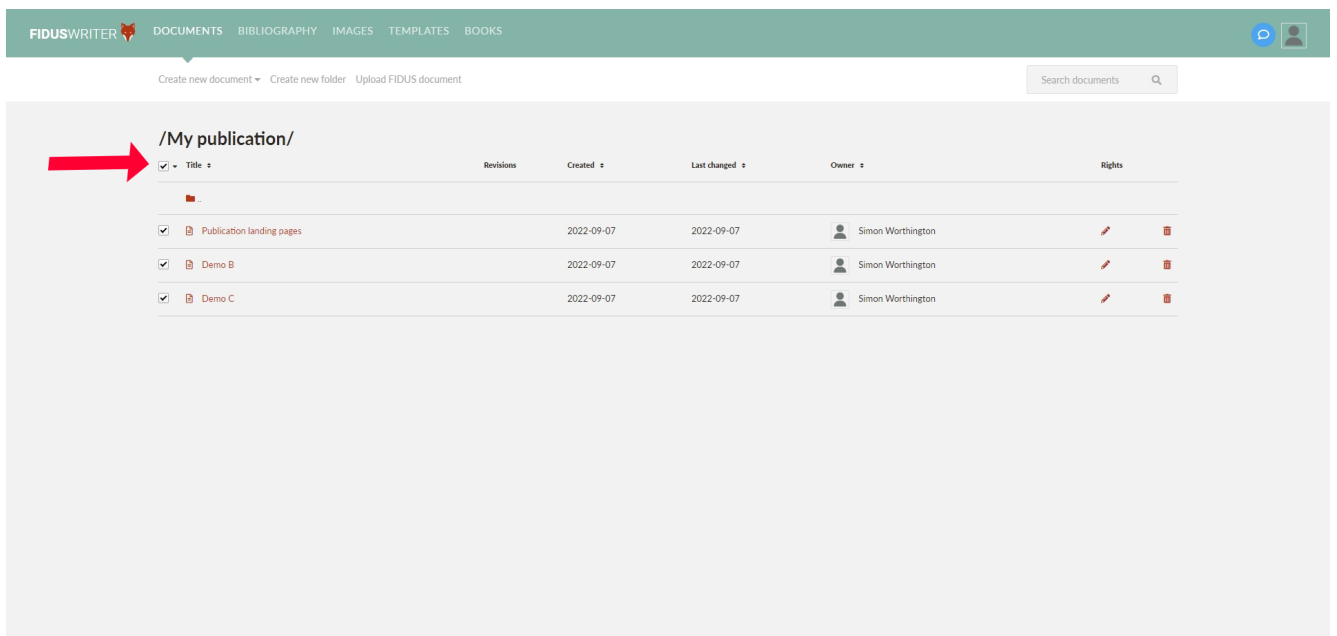 FIDUSWRITER DOCUMENTS BIBLIOGRAPHY IMAGES TEMPLATES BOOKS
Create new document Create new folder Upload FIDUS document Search documents
/My publication/
Title Revisions Created Last changed Owner Rights
..
Publication landing pages 2022-09-07 2022-09-07 Simon Worthington
Demo B 2022-09-07 2022-09-07 Simon Worthington
Demo C 2022-09-07 2022-09-07 Simon Worthington